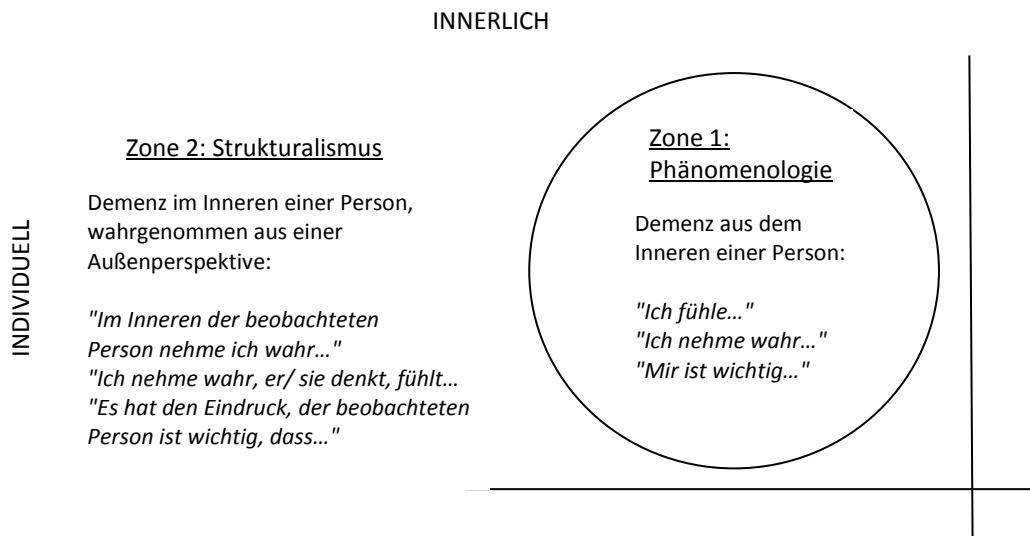 INNERLICH
INDIVIDUELL
Zone 2: Strukturalismus
Demenz im Inneren einer Person,
wahrgenommen aus einer
Außenperspektive:
"Im Inneren der beobachteten
Person nehme ich wahr…"
"Ich nehme wahr, er/ sie denkt, fühlt…
"Es hat den Eindruck, der beobachteten
Person ist wichtig, dass…"
Zone 1:
Phänomenologie
Demenz aus dem
Inneren einer Person:
"Ich fühle…"
"Ich nehme wahr…"
"Mir ist wichtig…"